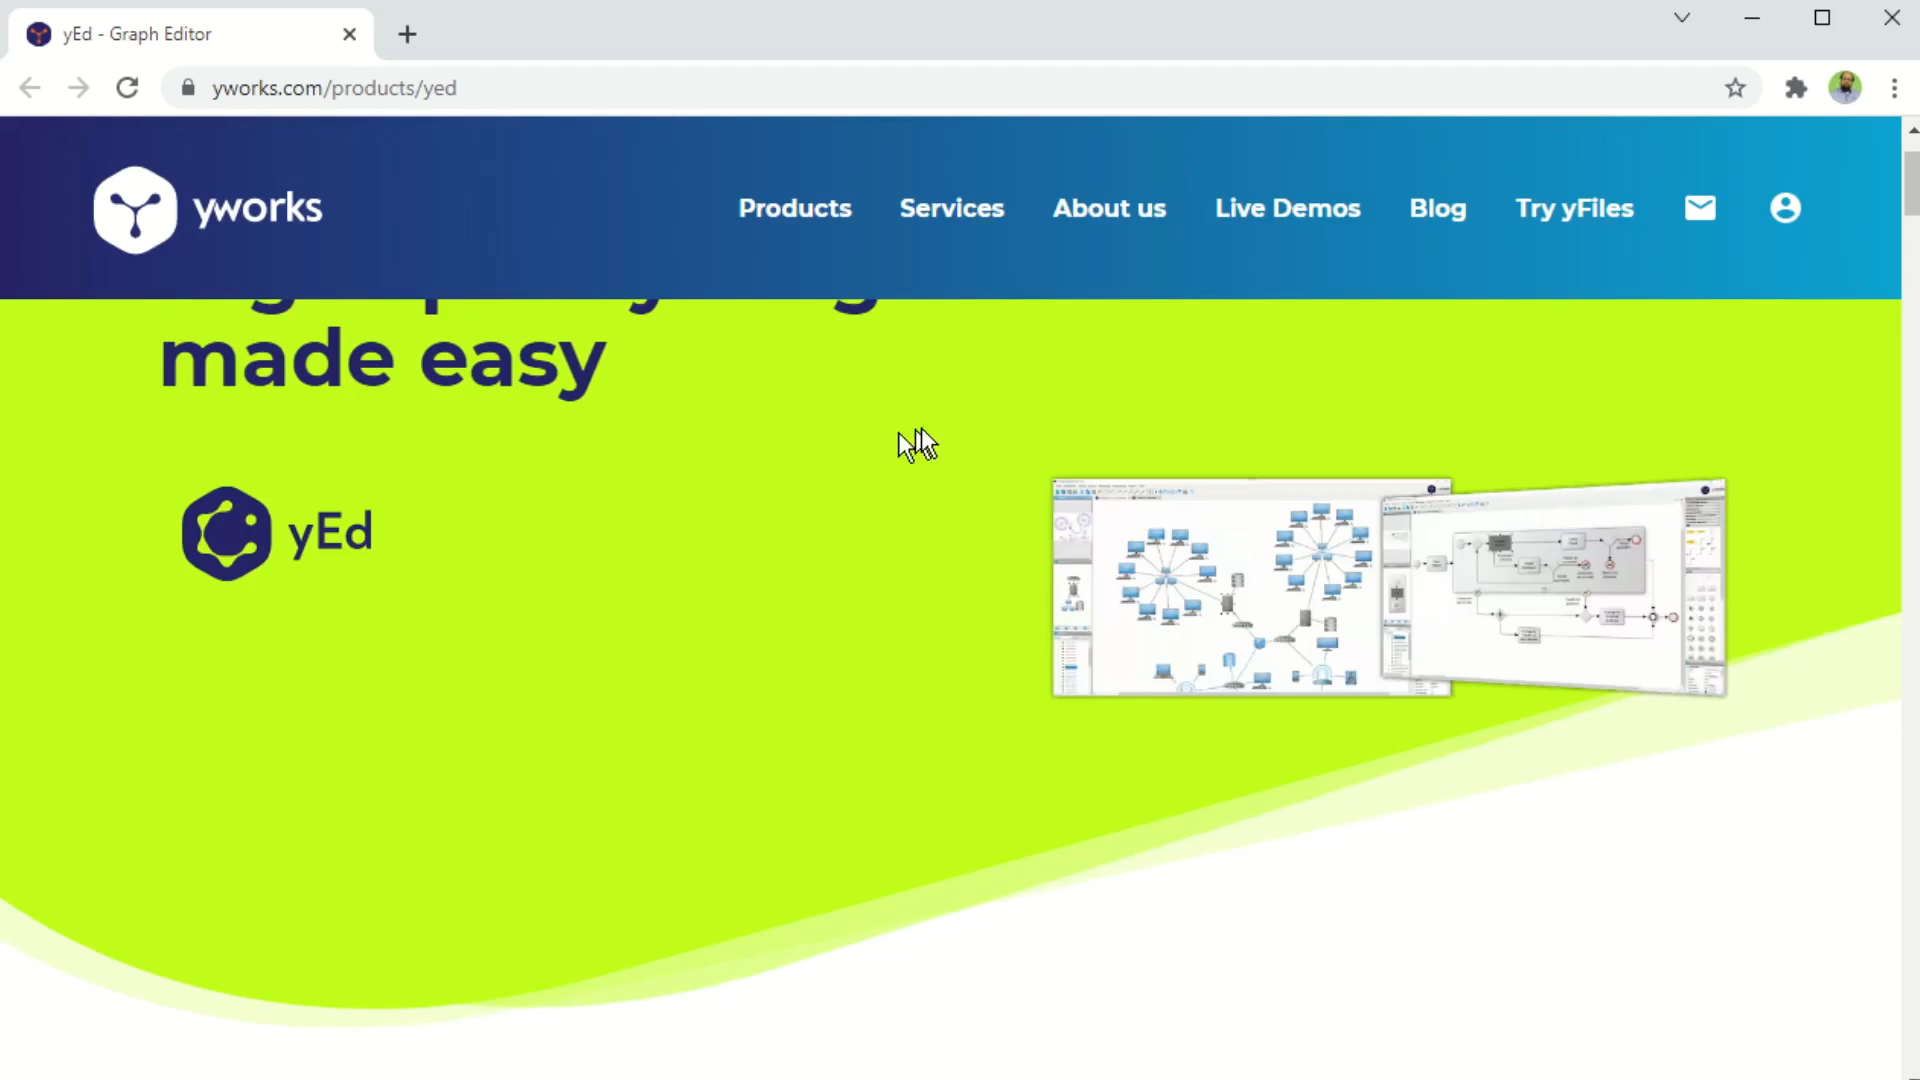 yEd - Graph Editor
yworks.com/products/yed
yworks
Products
Services
About us
Live Demos
Blog
Try yFiles
made easy
yEd